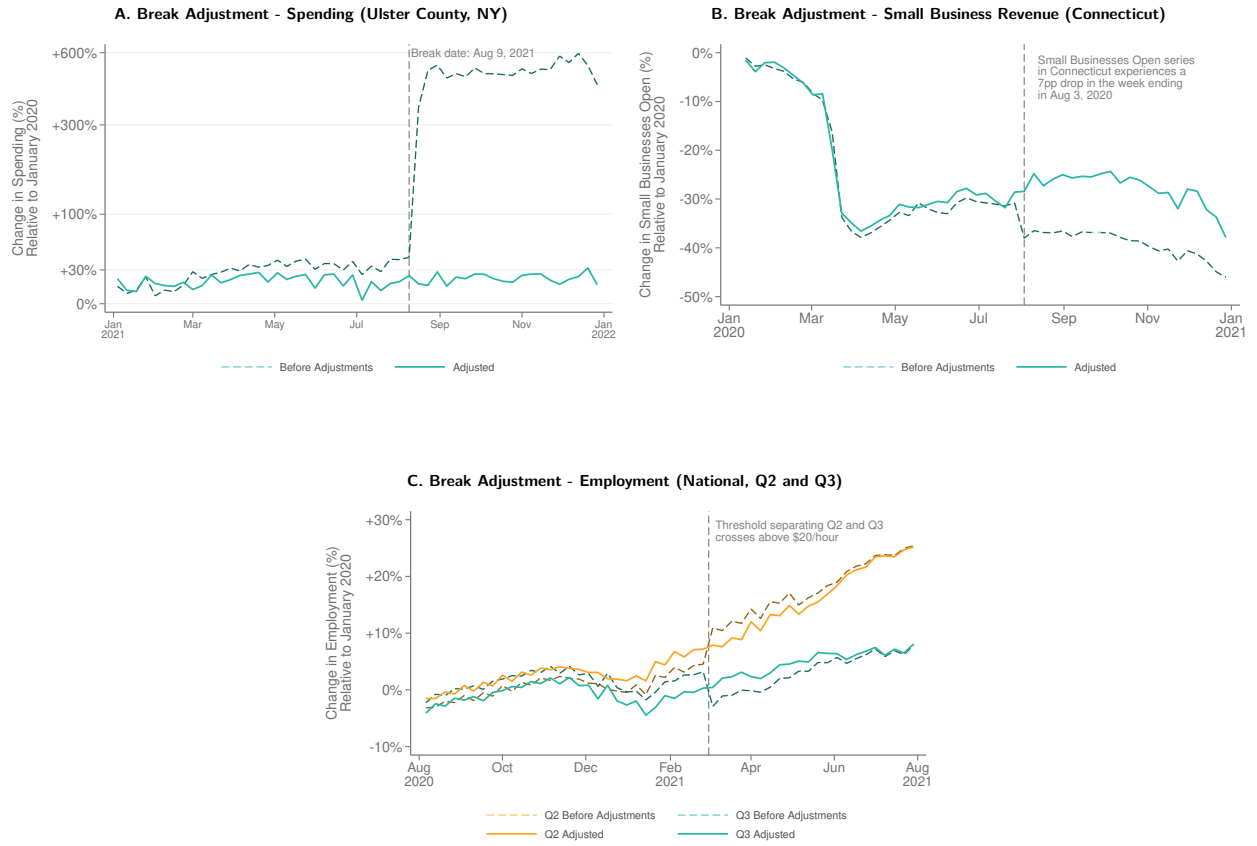 A. Break Adjustment - Spending (Ulster County, NY)
Change in Spending (%)
Relative to January 2020
+600%
+300%
+100%
+30%
0%
Break date: Aug 9, 2021
Jan
2021
Mar
May
Jul
Sep
Nov
Jan
2022
Before Adjustments
Adjusted
B. Break Adjustment - Small Business Revenue (Connecticut)
Change in Small Businesses Open (%)
Relative to January 2020
0%
-10%
-20%
-30%
-40%
-50%
Small Businesses Open series
in Connecticut experiences a
7pp drop in the week ending
in Aug 3, 2020
Jan
2020
Mar
May
Jul
Sep
Nov
Jan
2021
Before Adjustments
Adjusted
C. Break Adjustment - Employment (National, Q2 and Q3)
Change in Employment (%)
Relative to January 2020
+30%
+20%
+10%
0%
-10%
Threshold separating Q2 and Q3
crosses above $20/hour
Aug
2020
Oct
Dec
Feb
2021
Apr
Jun
Aug
2021
Q2 Before Adjustments
Q3 Before Adjustments
Q2 Adjusted
Q3 Adjusted